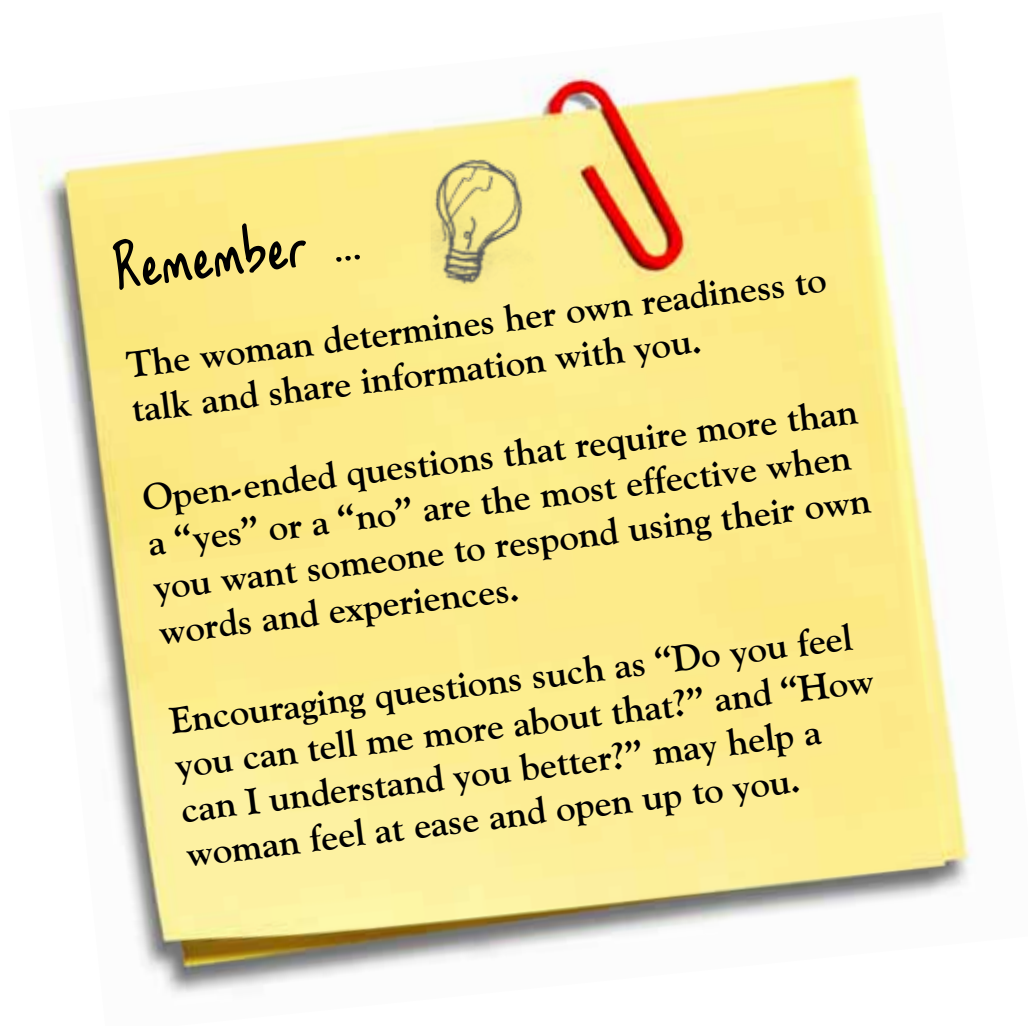 Remember ...
The woman determines her own readiness to
talk and share information with you.
Open-ended questions that require more than
a “yes” or a “no” are the most effective when
you want someone to respond using their own
words and experiences.
Encouraging questions such as “Do you feel
you can tell me more about that?” and “How
can I understand you better?” may help a
woman feel at ease and open up to you.